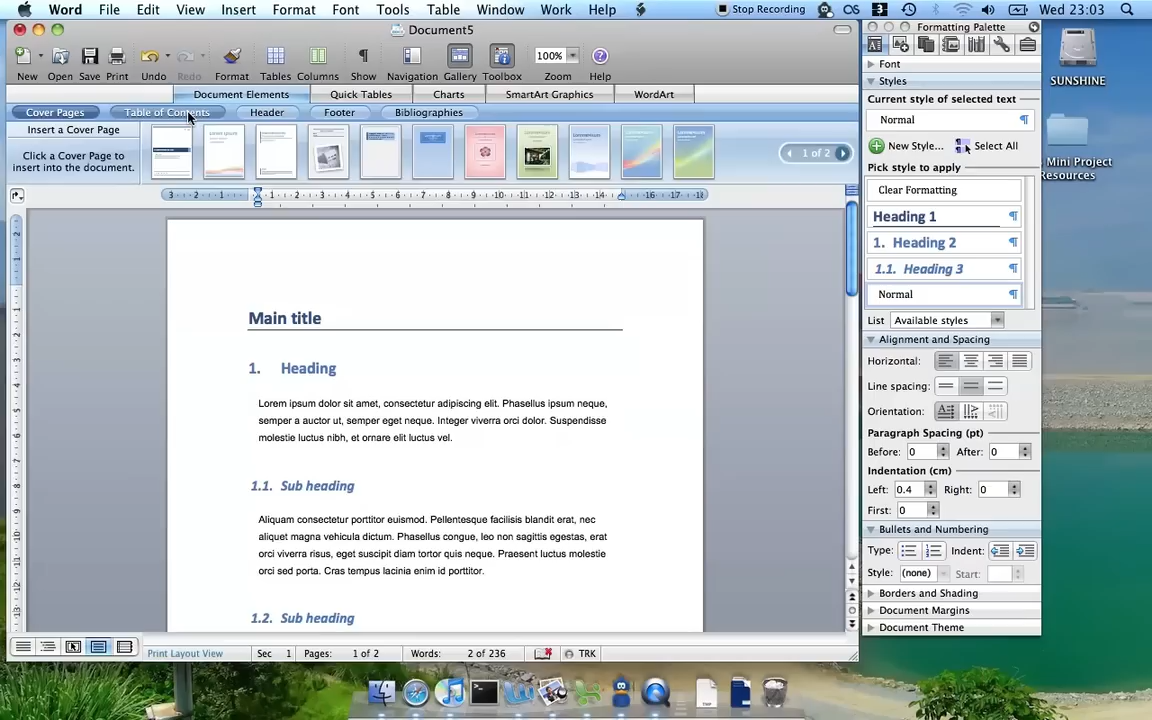 Word File Edit View Insert Format Font Tools Table Window Work Help Stop Recording 3 Wed 23:03
Document5
New Open Save Print Undo Redo Format Tables Columns Show Navigation Gallery Toolbox 100% Zoom Help
Document Elements Quick Tables Charts SmartArt Graphics WordArt
Cover Pages Table of Contents Header Footer Bibliographies
Insert a Cover Page
Click a Cover Page to
insert into the document.
1 of 2
Main title
1. Heading
Lorem ipsum dolor sit amet, consectetur adipiscing elit. Phasellus ipsum neque,
semper a auctor ut, semper eget neque. Integer viverra orci dolor. Suspendisse
molestie luctus nibh, et ornare elit luctus vel.
1.1. Sub heading
Aliquam consectetur porttitor euismod. Pellentesque facilisis blandit erat, nec
aliquet magna vehicula dictum. Phasellus congue, leo non sagittis egestas, erat
orci viverra risus, eget suscipit diam tortor quis neque. Praesent luctus molestie
orci sed porta. Cras tempus lacinia enim id porttitor.
1.2. Sub heading
Print Layout View Sec 1 Pages: 1 of 2 Words: 2 of 236 TRK
Formatting Palette
Font
Styles
Current style of selected text
Normal
New Style... Select All
Pick style to apply
Clear Formatting
Heading 1
1. Heading 2
1.1. Heading 3
Normal
List Available styles
Alignment and Spacing
Horizontal:
Line spacing:
Orientation:
Paragraph Spacing (pt)
Before: 0 After: 0
Indentation (cm)
Left: 0.4 Right: 0
First: 0
Bullets and Numbering
Type: Indent:
Style: (none) Start:
Borders and Shading
Document Margins
Document Theme
SUNSHINE
Mini Project
Resources